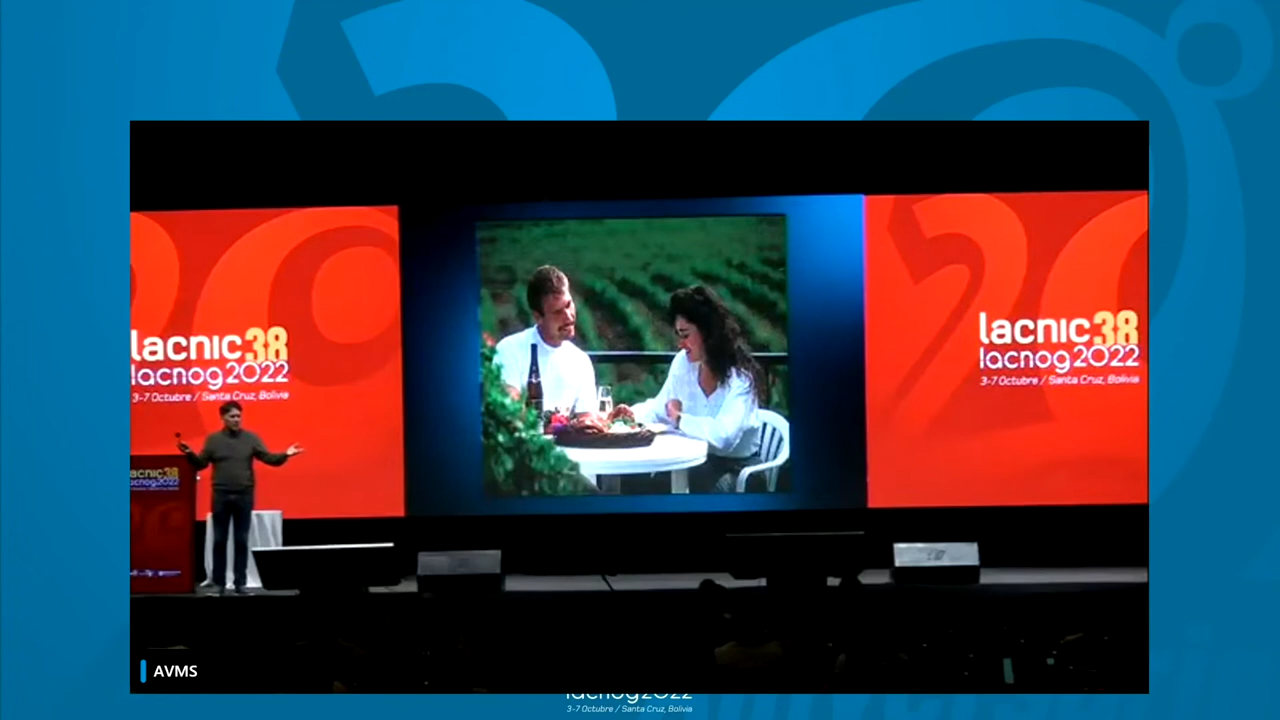 lacnic38
lacnog2022
3-7 Octubre / Santa Cruz, Bolivia
lacnic38
lacnog2022
3-7 Octubre / Santa Cruz, Bolivia
lacnic38
lacnog2022
AVMS
lacnog2022
3-7 Octubre / Santa Cruz, Bolivia